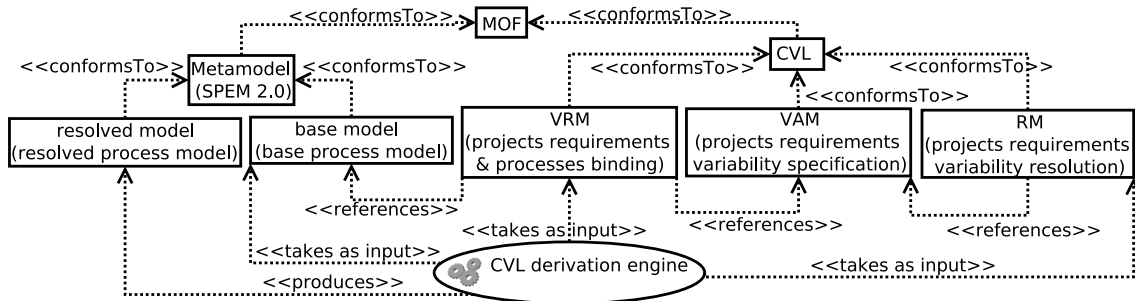 <<conformsTo>>
MOF
<<conformsTo>>
<<conformsTo>>
Metamodel
(SPEM 2.0)
<<conformsTo>>
<<conformsTo>>
CVL
<<conformsTo>>
resolved model
(resolved process model)
base model
(base process model)
VRM
(projects requirements
& processes binding)
VAM
(projects requirements
variability specification)
RM
(projects requirements
variability resolution)
<<references>>
<<takes as input>>
<<references>>
<<references>>
<<takes as input>>
CVL derivation engine
<<takes as input>>
<<produces>>